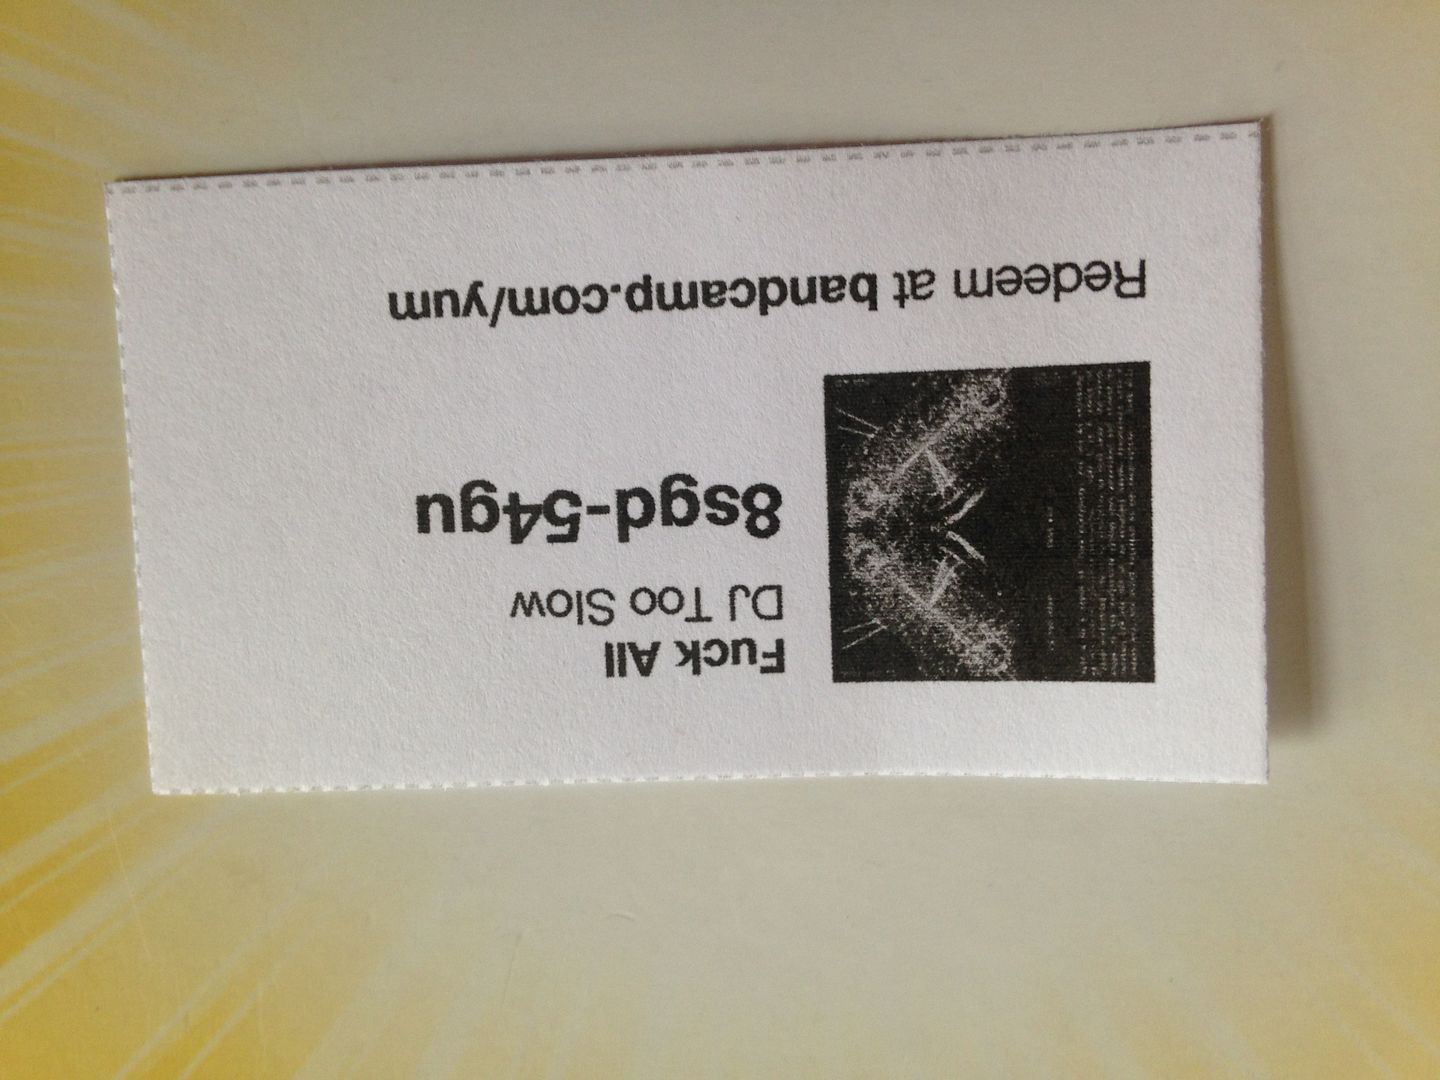 Fuck All
DJ Too Slow
8sgd-54gu
Redeem at bandcamp.com/yum